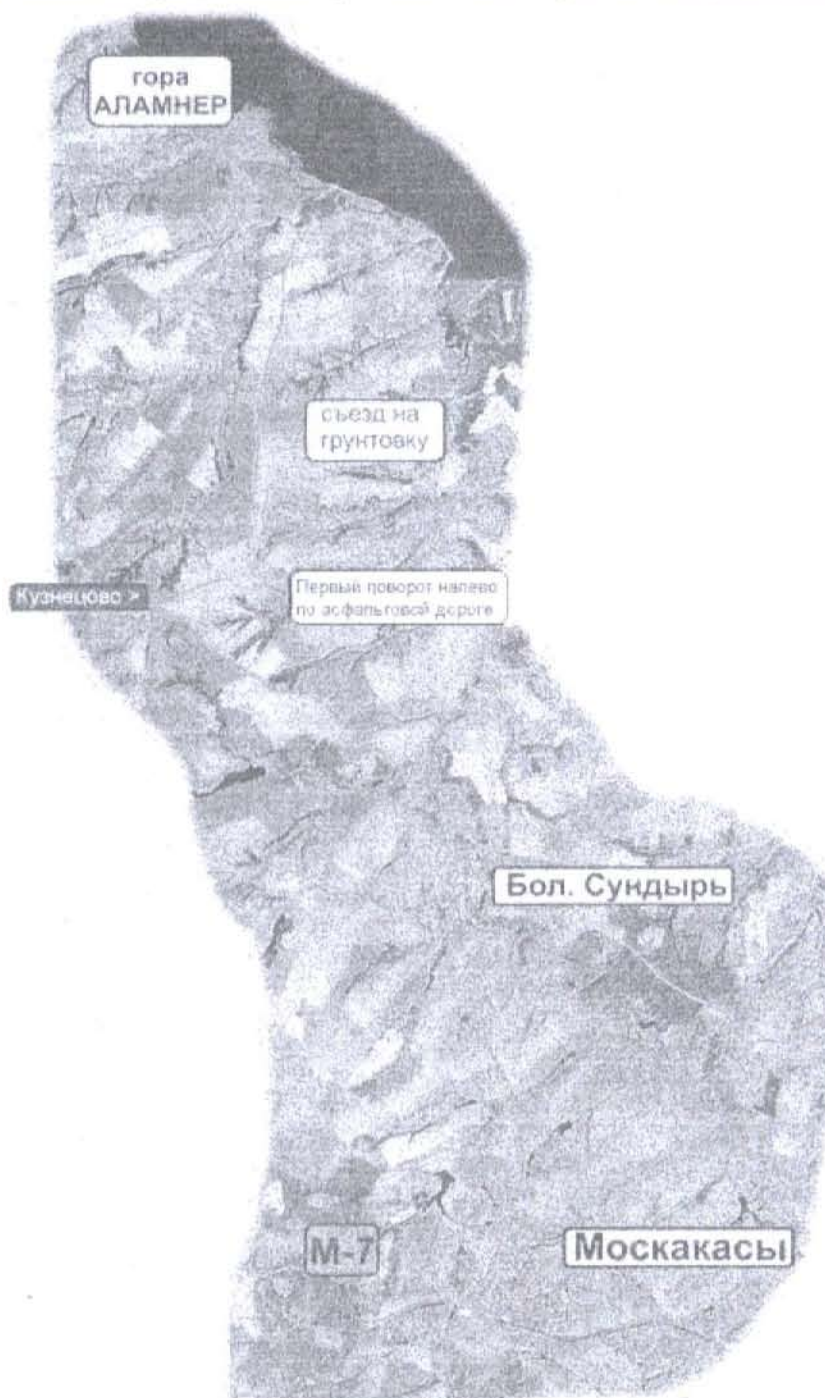 гора
АЛАМНЕР
съезд на
грунтовку
Кузнецово >
Первый поворот налево
по асфальтовой дороге
Бол. Сундырь
М-7
Москакасы